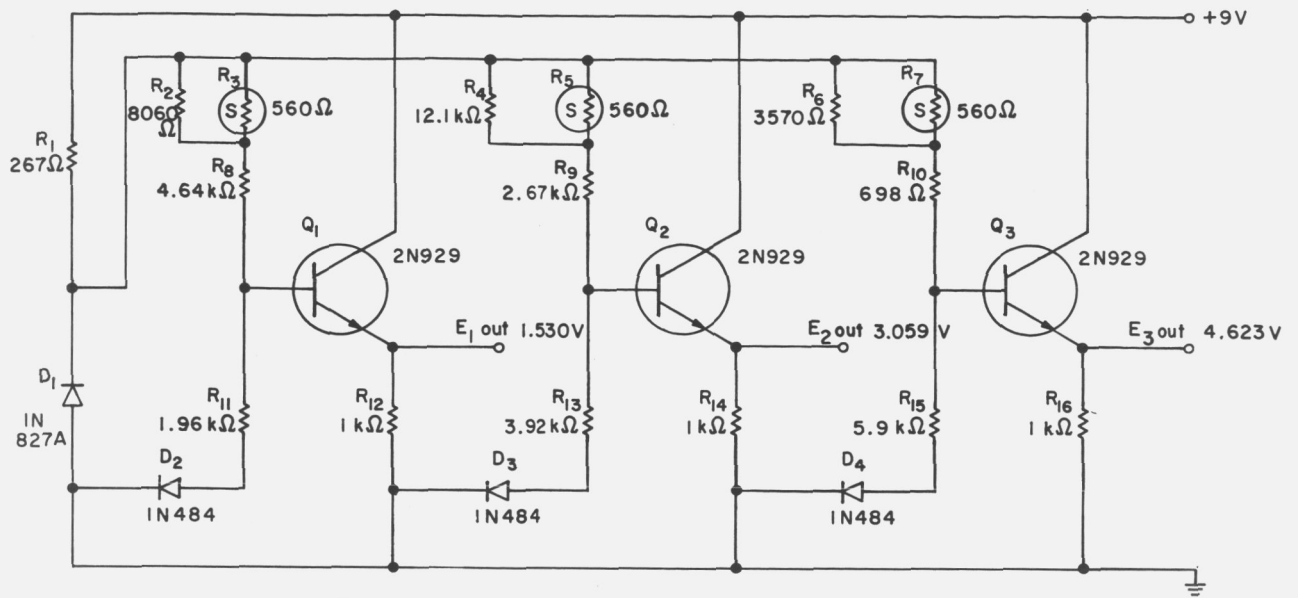 +9V
R1
267Ω
R2
8060
Ω
R3
S
560Ω
R4
12.1kΩ
R5
S
560Ω
R6
3570Ω
R7
S
560Ω
R8
4.64kΩ
R9
2.67kΩ
R10
698 Ω
Q1
2N929
Q2
2N929
Q3
2N929
E1 out 1.530V
E2 out 3.059 V
E3 out 4.623V
D1
1N
827A
R11
1.96kΩ
R12
1kΩ
R13
3.92kΩ
R14
1kΩ
R15
5.9kΩ
R16
1kΩ
D2
1N484
D3
1N484
D4
1N484